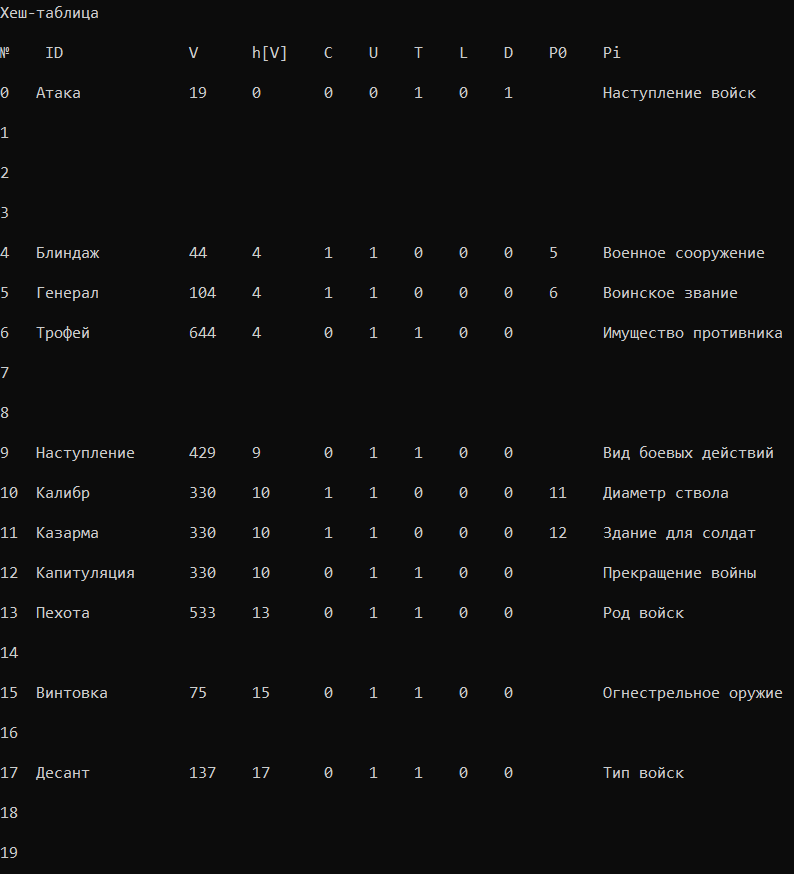 Хеш-таблица
№ ID V h[V] C U T L D P0 Pi
0 Атака 19 0 0 0 1 0 1 Наступление войск
1
2
3
4 Блиндаж 44 4 1 1 0 0 0 5 Военное сооружение
5 Генерал 104 4 1 1 0 0 0 6 Воинское звание
6 Трофей 644 4 0 1 1 0 0 Имущество противника
7
8
9 Наступление 429 9 0 1 1 0 0 Вид боевых действий
10 Калибр 330 10 1 1 0 0 0 11 Диаметр ствола
11 Казарма 330 10 1 1 0 0 0 12 Здание для солдат
12 Капитуляция 330 10 0 1 1 0 0 Прекращение войны
13 Пехота 533 13 0 1 1 0 0 Род войск
14
15 Винтовка 75 15 0 1 1 0 0 Огнестрельное оружие
16
17 Десант 137 17 0 1 1 0 0 Тип войск
18
19